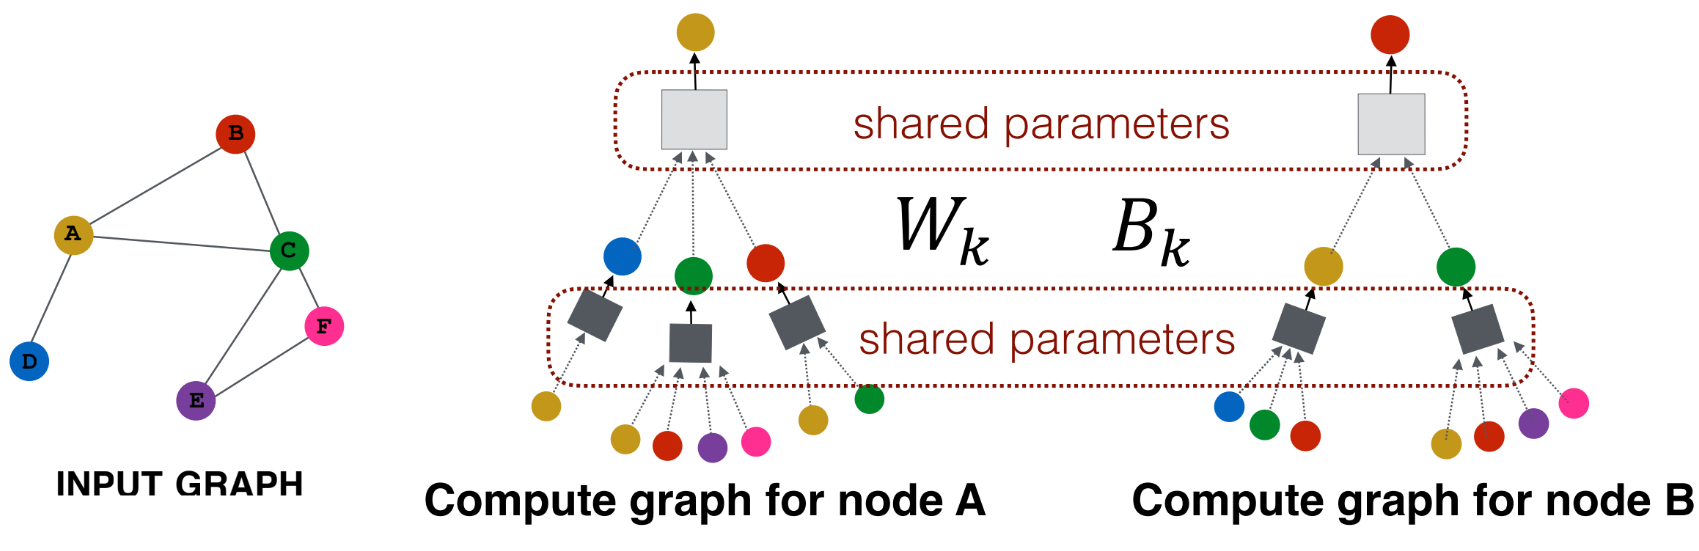 B
A
C
F
D
E
INPUT GRAPH
shared parameters
W_k B_k
shared parameters
Compute graph for node A
Compute graph for node B